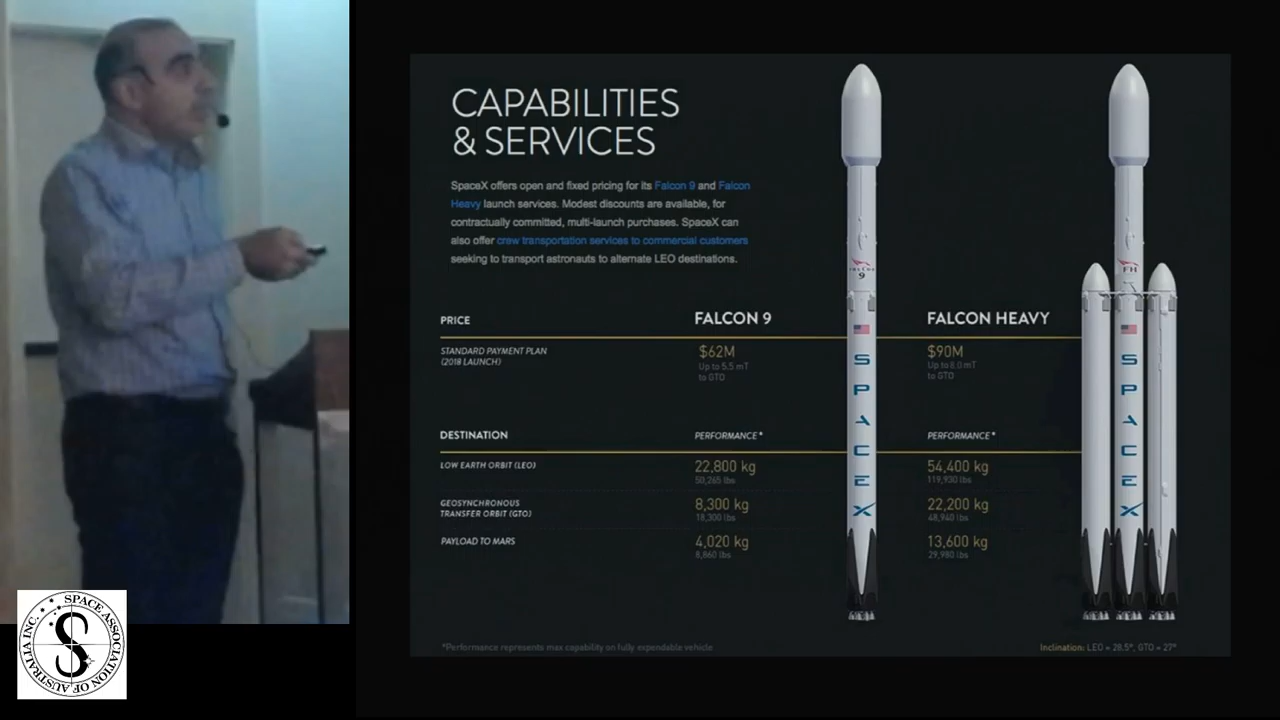 CAPABILITIES
& SERVICES
SpaceX offers open and fixed pricing for its Falcon 9 and Falcon
Heavy launch services. Modest discounts are available, for
contractually committed, multi-launch purchases. SpaceX can
also offer crew transportation services to commercial customers
seeking to transport astronauts to alternate LEO destinations.
PRICE FALCON 9 FALCON HEAVY
STANDARD PAYMENT PLAN
(2018 LAUNCH)
$62M
Up to 5.5 mT
to GTO
$90M
Up to 8.0 mT
to GTO
DESTINATION PERFORMANCE* PERFORMANCE*
LOW EARTH ORBIT (LEO) 22,800 kg 54,400 kg
50,265 lbs 119,930 lbs
GEOSYNCHRONOUS
TRANSFER ORBIT (GTO)
8,300 kg 22,200 kg
18,300 lbs 48,940 lbs
PAYLOAD TO MARS 4,020 kg 13,600 kg
8,860 lbs 29,980 lbs
*Performance represents max capability on fully expendable vehicle
Inclination: LEO = 28.5°, GTO = 27°
FALCON
9
SPACEX
FH
SPACEX
SPACE ASSOCIATION OF AUSTRALIA INC.
S